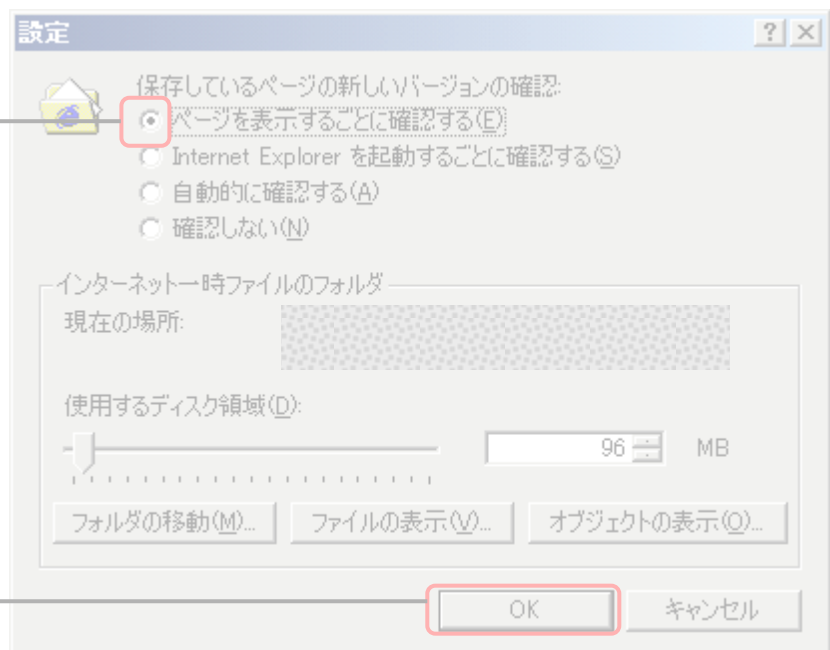 設定
保存しているページの新しいバージョンの確認:
ページを表示するごとに確認する(E)
Internet Explorer を起動するごとに確認する(S)
自動的に確認する(A)
確認しない(N)
インターネット一時ファイルのフォルダ
現在の場所:
使用するディスク領域(D):
96 MB
フォルダの移動(M)... ファイルの表示(V)... オブジェクトの表示(O)...
OK キャンセル